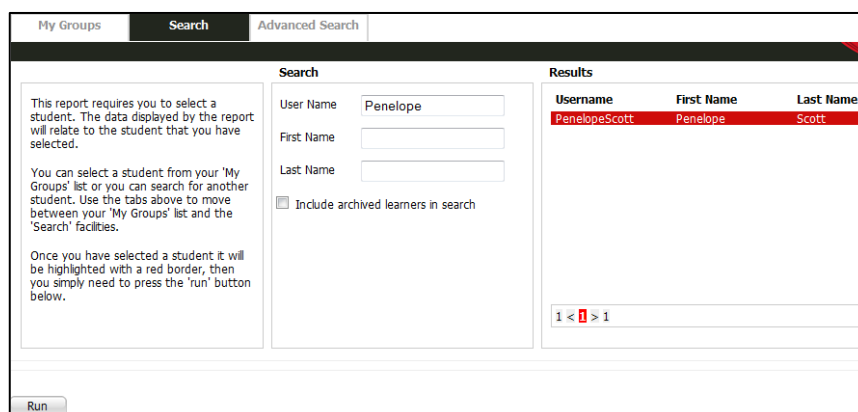 My Groups Search Advanced Search
Search
Results
This report requires you to select a
student. The data displayed by the report
will relate to the student that you have
selected.
You can select a student from your 'My
Groups' list or you can search for another
student. Use the tabs above to move
between your 'My Groups' list and the
'Search' facilities.
Once you have selected a student it will
be highlighted with a red border, then
you simply need to press the 'run' button
below.
User Name Penelope
First Name
Last Name
Include archived learners in search
Username First Name Last Name
PenelopeScott Penelope Scott
1 < 1 > 1
Run